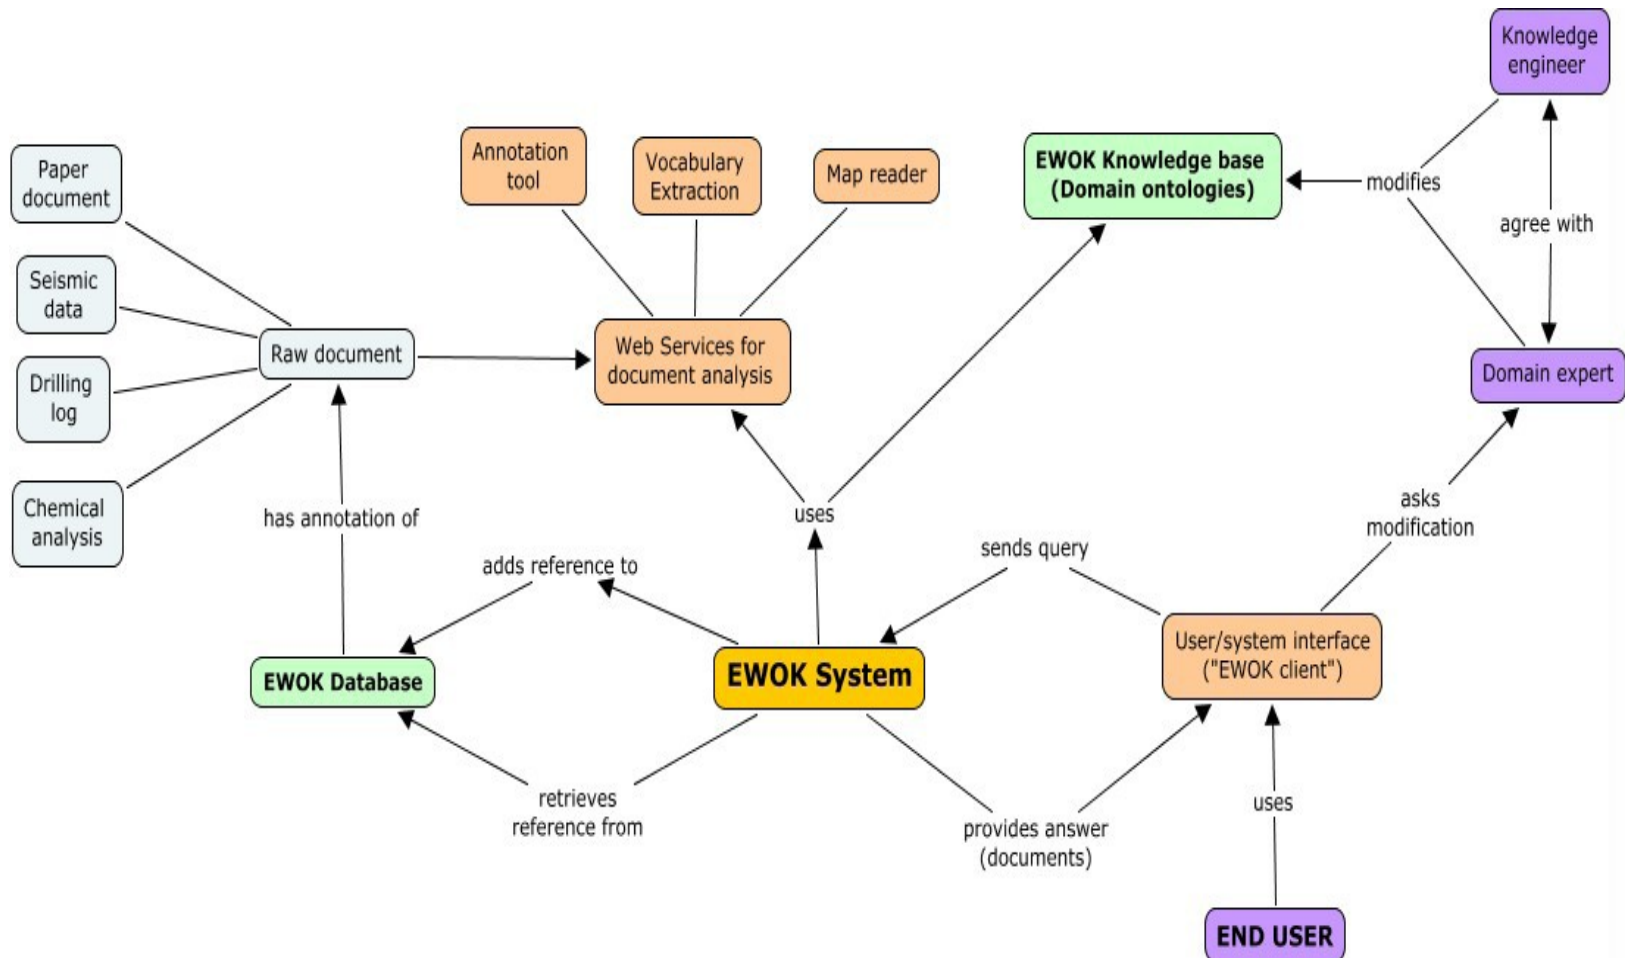 Knowledge
engineer
Annotation
tool
Vocabulary
Extraction
Map reader
EWOK Knowledge base
(Domain ontologies)
modifies
agree with
Paper
document
Seismic
data
Raw document
Drilling
log
Chemical
analysis
Web Services for
document analysis
Domain expert
has annotation of
uses
asks
modification
adds reference to
sends query
EWOK Database
EWOK System
User/system interface
("EWOK client")
retrieves
reference from
provides answer
(documents)
uses
END USER